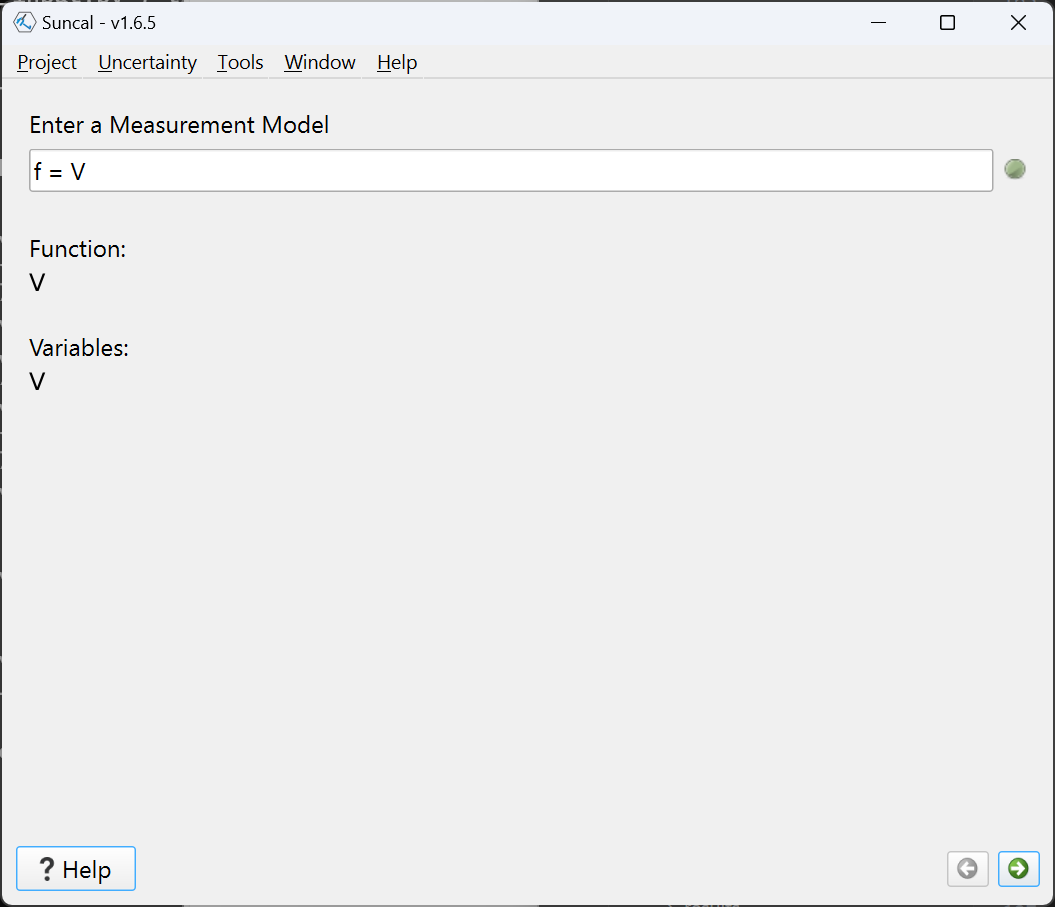 Suncal - v1.6.5
Project Uncertainty Tools Window Help
Enter a Measurement Model
f = V
Function:
V
Variables:
V
? Help